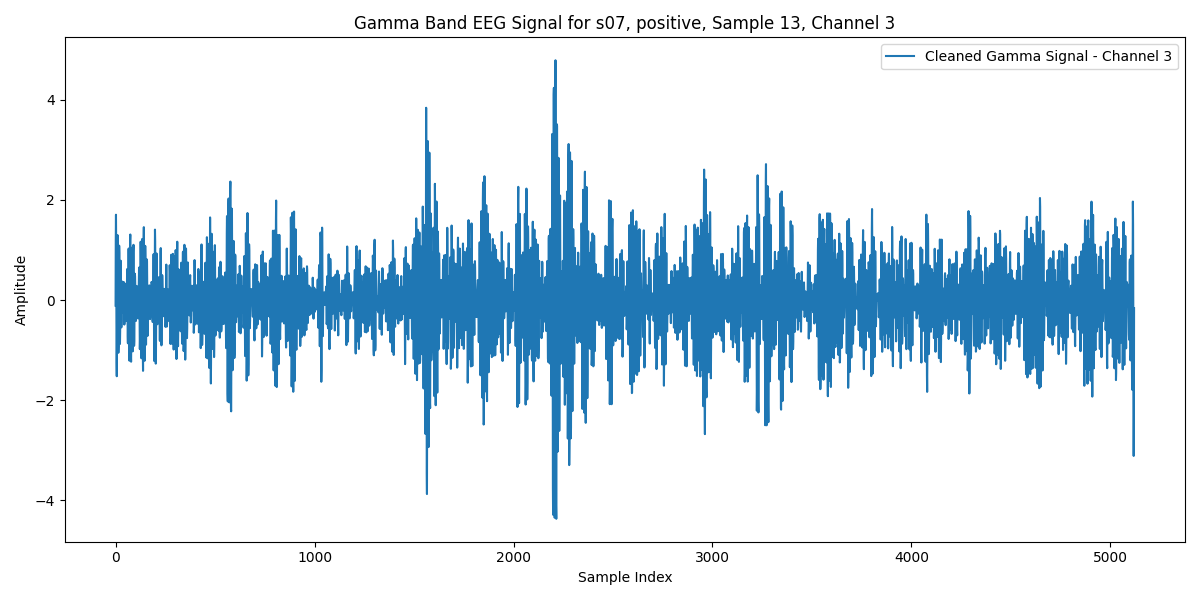 Gamma Band EEG Signal for s07, positive, Sample 13, Channel 3
Cleaned Gamma Signal - Channel 3
Amplitude
4
2
0
−2
−4
0 1000 2000 3000 4000 5000
Sample Index